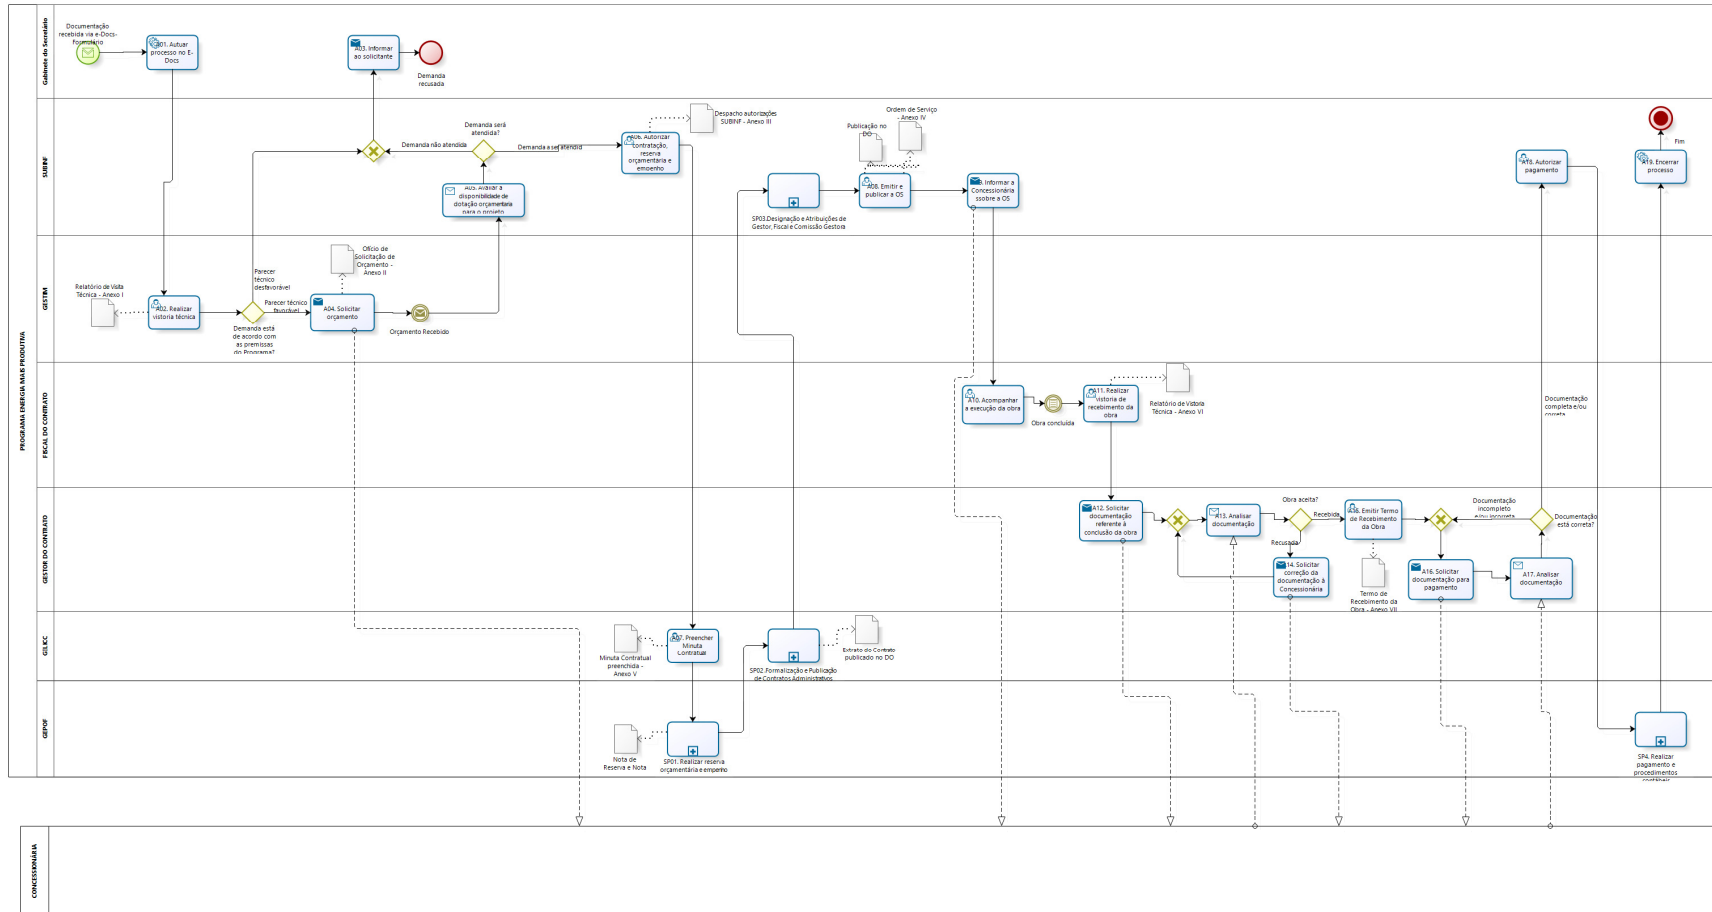 PROGRAMA ENERGIA MAIS PRODUTIVA
Gabinete do Secretário
Documentação
recebida via e-Docs-
Formulário
A01. Autuar
processo no E-
Docs
A03. Informar
ao solicitante
Demanda
recusada
SUBINF
Demanda não atendida
Demanda será
atendida?
Demanda a ser atendid
A05. Avaliar a
disponibilidade de
dotação orçamentária
para o projeto
A06. Autorizar
contratação,
reserva
orçamentária e
empenho
Despacho autorizações
SUBINF - Anexo III
SP03.Designação e Atribuições de
Gestor, Fiscal e Comissão Gestora
Publicação no
DO
Ordem de Serviço
- Anexo IV
A08. Emitir e
publicar a OS
9. Informar a
Concessionária
ssobre a OS
A18. Autorizar
pagamento
Fim
A19. Encerrar
processo
GESTIM
Relatório de Visita
Técnica - Anexo I
A02. Realizar
vistoria técnica
Parecer
técnico
desfavorável
Parecer técnico
favorável
Demanda está
de acordo com
as premissas
do Programa?
Ofício de
Solicitação de
Orçamento -
Anexo II
A04. Solicitar
orçamento
Orçamento Recebido
FISCAL DO CONTRATO
A10. Acompanhar
a execução da obra
Obra concluída
A11. Realizar
vistoria de
recebimento da
obra
Relatório de Vistoria
Técnica - Anexo VI
Documentação
completa e/ou
correta
GESTOR DO CONTRATO
A12. Solicitar
documentação
referente à
conclusão da obra
A13. Analisar
documentação
Obra aceita?
Recebida
Recusada
14. Solicitar
correção da
documentação à
Concessionária
A15. Emitir Termo
de Recebimento
da Obra
Termo de
Recebimento da
Obra - Anexo VII
Documentação
incompleto
e/ou incorreta
Documentação
está correta?
A16. Solicitar
documentação para
pagamento
A17. Analisar
documentação
GILICC
Minuta Contratual
preenchida -
Anexo V
A07. Preencher
Minuta
Contratual
SP02.Formalização e Publicação
de Contratos Administrativos
Extrato do Contrato
publicado no DO
GEPOF
Nota de
Reserva e Nota
SP01. Realizar reserva
orçamentária e empenho
SP4. Realizar
pagamento e
procedimentos
contábeis
CONCESSIONÁRIA